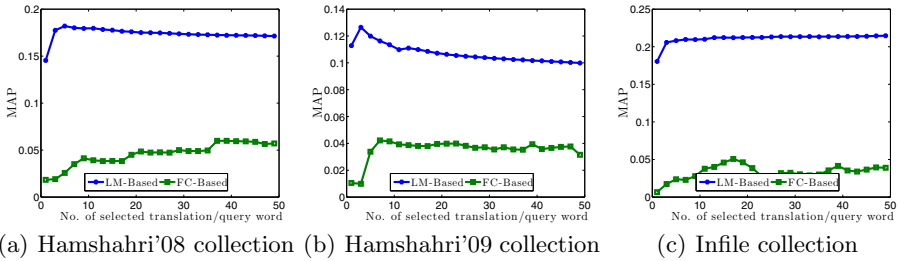 0.2
0.15
0.1
0.05
0
MAP
0 10 20 30 40 50
No. of selected translation/query word
LM-Based FC-Based
(a) Hamshahri'08 collection
0.14
0.12
0.1
0.08
0.06
0.04
0.02
0
MAP
0 10 20 30 40 50
No. of selected translation/query word
LM-Based FC-Based
(b) Hamshahri'09 collection
0.25
0.2
0.15
0.1
0.05
0
MAP
0 10 20 30 40 50
No. of selected translation/query word
LM-Based FC-Based
(c) Infile collection